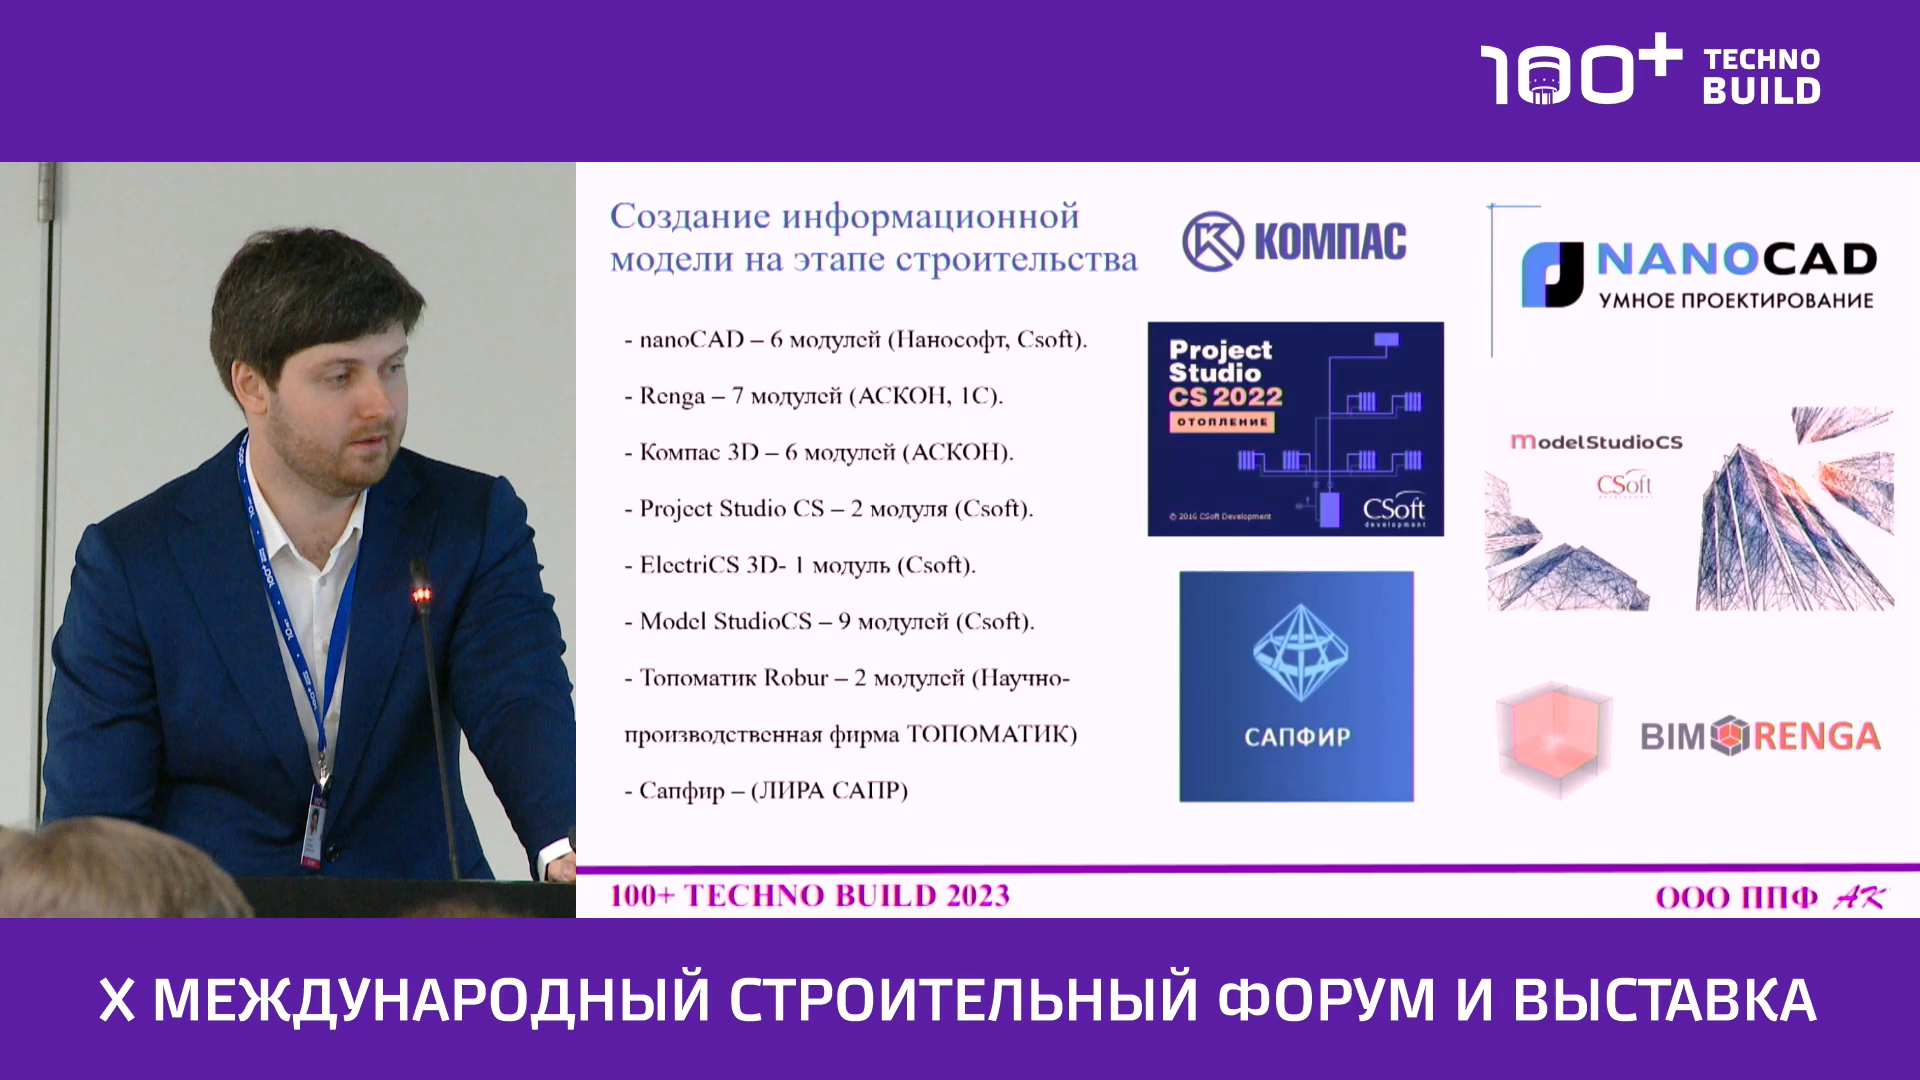 100+ TECHNO
BUILD
Создание информационной
модели на этапе строительства
- nanoCAD – 6 модулей (Нанософт, Csoft).
- Renga – 7 модулей (АСКОН, 1С).
- Компас 3D – 6 модулей (АСКОН).
- Project Studio CS – 2 модуля (Csoft).
- ElectriCS 3D- 1 модуль (Csoft).
- Model StudioCS – 9 модулей (Csoft).
- Топоматик Robur – 2 модулей (Научно-
производственная фирма ТОПОМАТИК)
- Сапфир – (ЛИРА САПР)
КОМПАС
NANOCAD
УМНОЕ ПРОЕКТИРОВАНИЕ
Project
Studio
CS 2022
ОТОПЛЕНИЕ
© 2016 CSoft Development
CSoft
development
modelStudioCS
CSoft
САПФИР
BIM RENGA
100+ TECHNO BUILD 2023
ООО ППФ АК
X МЕЖДУНАРОДНЫЙ СТРОИТЕЛЬНЫЙ ФОРУМ И ВЫСТАВКА